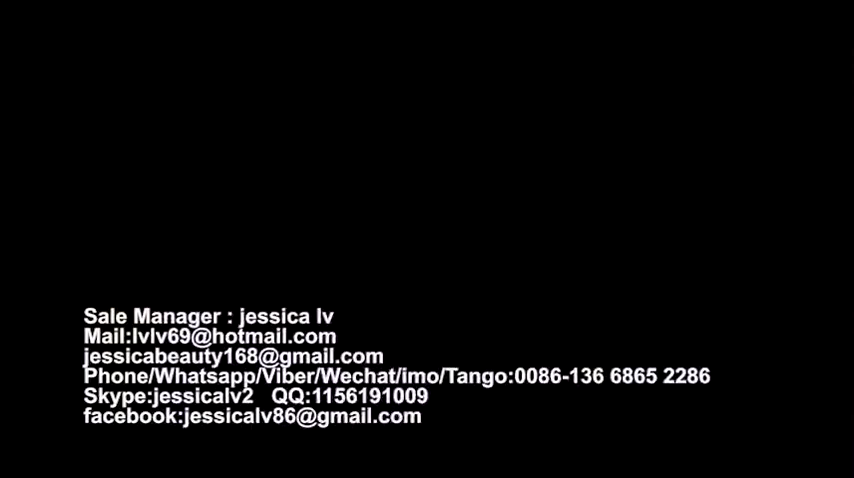 Sale Manager : jessica lv
Mail:lvlv69@hotmail.com
jessicabeauty168@gmail.com
Phone/Whatsapp/Viber/Wechat/imo/Tango:0086-136 6865 2286
Skype:jessicalv2   QQ:1156191009
facebook:jessicalv86@gmail.com